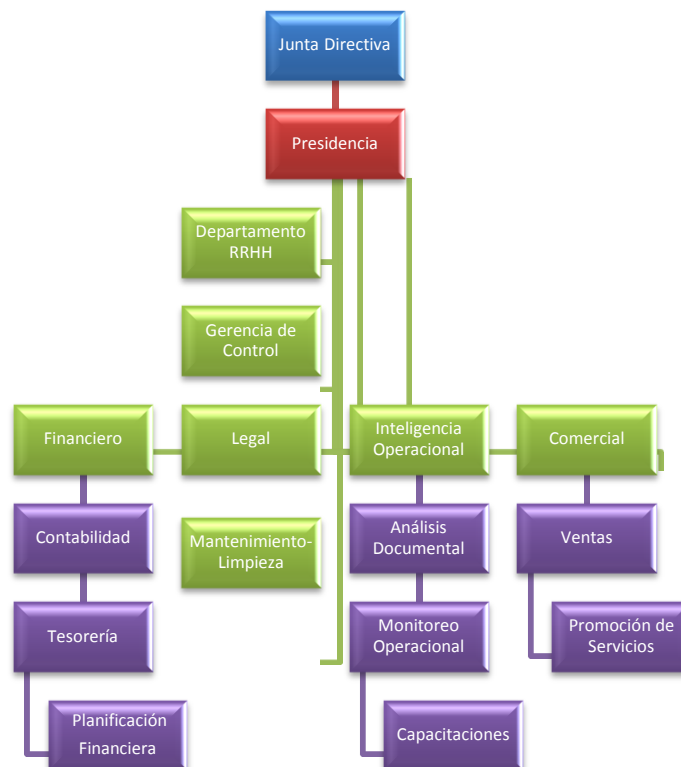 Junta Directiva
Presidencia
Departamento
RRHH
Gerencia de
Control
Financiero
Legal
Inteligencia
Operacional
Comercial
Contabilidad
Mantenimiento-
Limpieza
Análisis
Documental
Ventas
Tesorería
Monitoreo
Operacional
Promoción de
Servicios
Planificación
Financiera
Capacitaciones